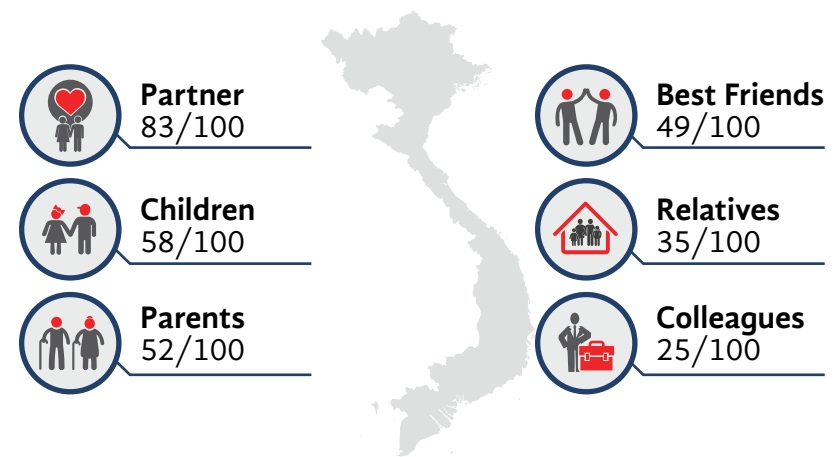 Partner
83/100
Children
58/100
Parents
52/100
Best Friends
49/100
Relatives
35/100
Colleagues
25/100